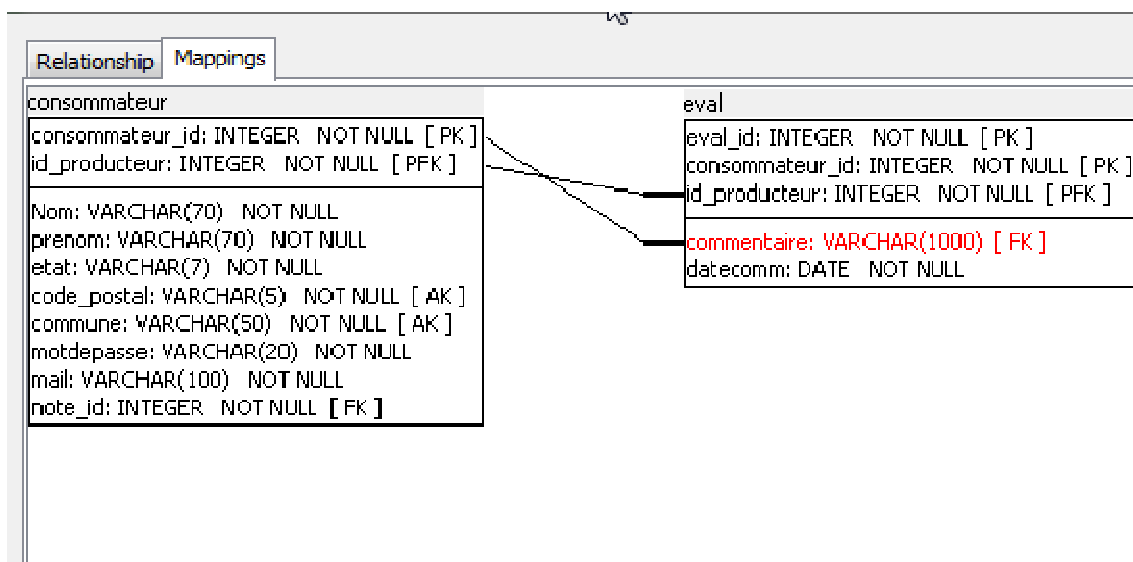 Relationship Mappings
consommateur
consommateur_id: INTEGER NOT NULL [ PK ]
id_producteur: INTEGER NOT NULL [ PFK ]
Nom: VARCHAR(70) NOT NULL
prenom: VARCHAR(70) NOT NULL
etat: VARCHAR(7) NOT NULL
code_postal: VARCHAR(5) NOT NULL [ AK ]
commune: VARCHAR(50) NOT NULL [ AK ]
motdepasse: VARCHAR(20) NOT NULL
mail: VARCHAR(100) NOT NULL
note_id: INTEGER NOT NULL [ FK ]
eval
eval_id: INTEGER NOT NULL [ PK ]
consommateur_id: INTEGER NOT NULL [ PK ]
id_producteur: INTEGER NOT NULL [ PFK ]
commentaire: VARCHAR(1000) [ FK ]
datecomm: DATE NOT NULL